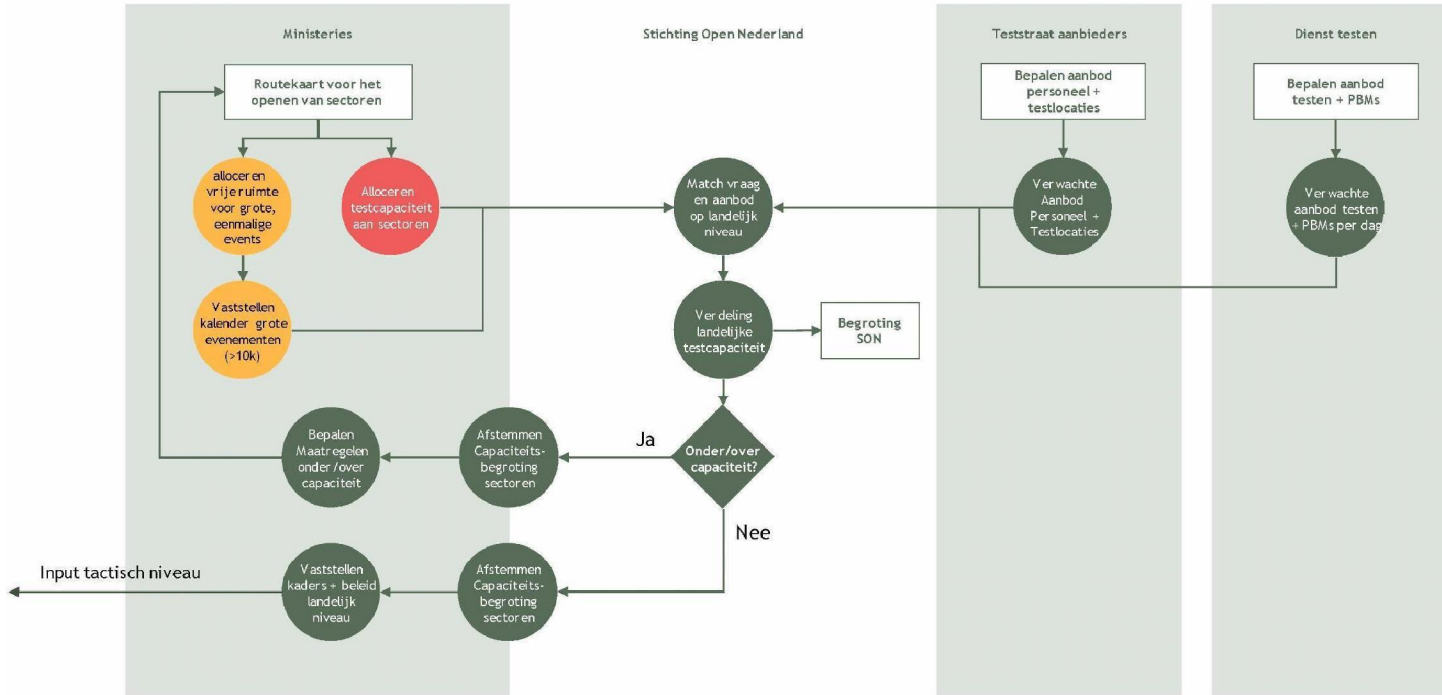 Ministeries
Stichting Open Nederland
Teststraat aanbieders
Dienst testen
Routekaart voor het
openen van sectoren
Bepalen aanbod
personeel +
testlocaties
Bepalen aanbod
testen + PBMs
alloceren
vrije ruimte
voor grote,
eenmalige
events
Alloceren
testcapaciteit
aan sectoren
Match vraag
en aanbod
op landelijk
niveau
Verwachte
Aanbod
Personeel +
Testlocaties
Verwachte
aanbod testen
+ PBMs per dag
Vaststellen
kalender grote
evenementen
(>10k)
Verdeling
landelijke
testcapaciteit
Begroting
SON
Bepalen
Maatregelen
onder/over
capaciteit
Afstemmen
Capaciteits-
begroting
sectoren
Ja
Onder/over
capaciteit?
Nee
Input tactisch niveau
Vaststellen
kaders + beleid
landelijk
niveau
Afstemmen
Capaciteits-
begroting
sectoren